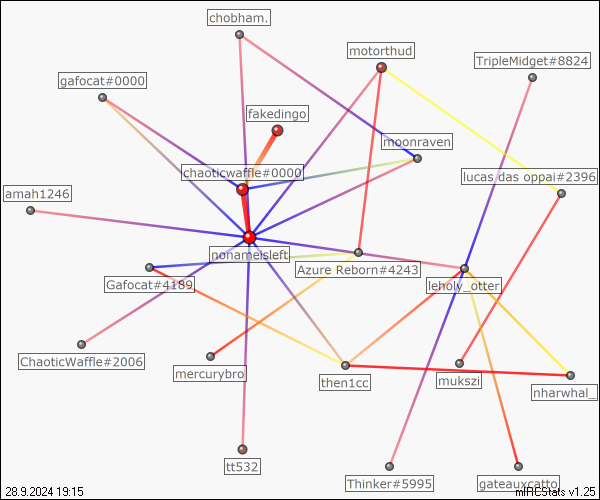 chobham.
motorthud
TripleMidget#8824
gafocat#0000
fakedingo
moonraven
chaoticwaffle#0000
lucas das oppai#2396
amah1246
nonameisleft
Azure Reborn#4243
Gafocat#4189
leholy_otter
ChaoticWaffle#2006
mercurybro
then1cc
mukszi
nharwhal_
tt532
Thinker#5995
gateauxcatto
28.9.2024 19:15
mIRCStats v1.25